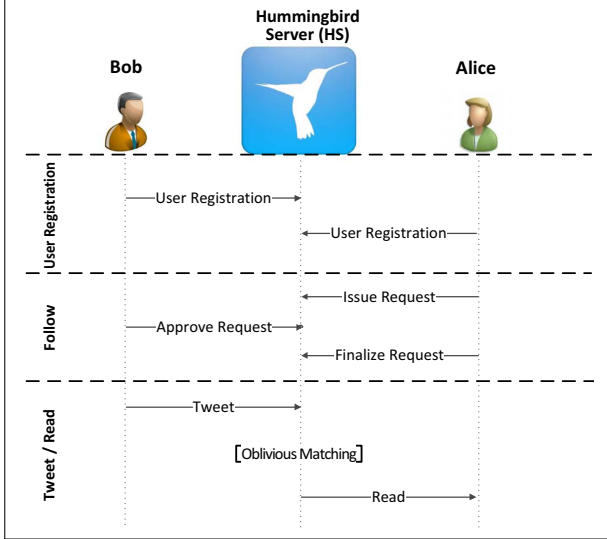 Hummingbird
Server (HS)
Bob
Alice
User Registration
User Registration
User Registration
Follow
Issue Request
Approve Request
Finalize Request
Tweet / Read
Tweet
[Oblivious Matching]
Read